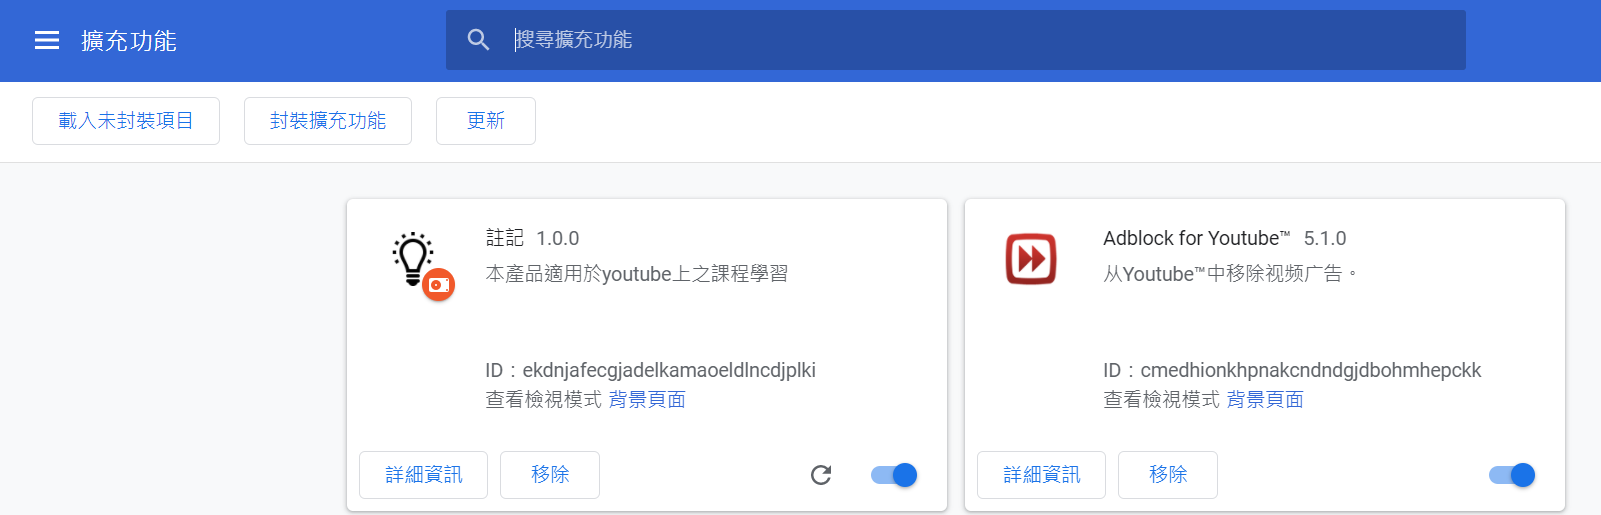 擴充功能
搜尋擴充功能
載入未封裝項目
封裝擴充功能
更新
註記 1.0.0
本產品適用於youtube上之課程學習
ID：ekdnjafecgjadelkamaoeldlncdjplki
查看檢視模式 背景頁面
詳細資訊
移除
Adblock for Youtube™ 5.1.0
从Youtube™中移除视频广告。
ID：cmedhionkhpnakcndndgjdbohmhepckk
查看檢視模式 背景頁面
詳細資訊
移除